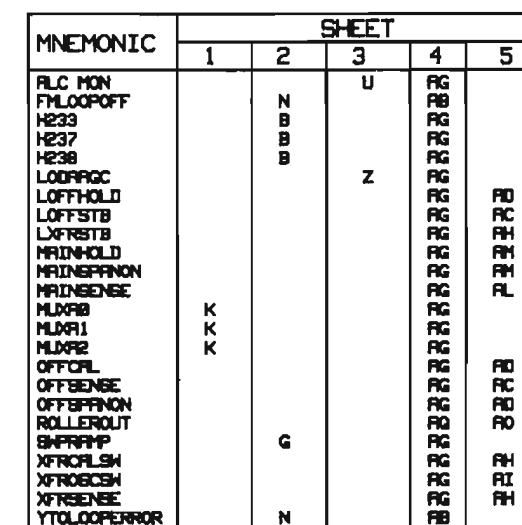 MNEMONIC SHEET
1 2 3 4 5
ALC MON U AG
FMLOOPOFF N AB
H233 B AG
H237 B AG
H238 B AG
LODAAGC Z AG
LOFFHOLD AG AD
LOFFSTB AG AC
LXFRSTB AG AH
MAINHOLD AG AM
MAINSPANON AG AM
MAINSENSE AG AL
MUXA0 K AG
MUXA1 K AG
MUXA2 K AG
OFFCAL AG AD
OFFSENSE AG AC
OFFSPANON AG AD
ROLLEROUT AQ AO
SWPRAMP G AG
XFRCALSW AG AH
XFROSCSW AG AI
XFRSENSE AG AH
YTOLOOPERROR N AB